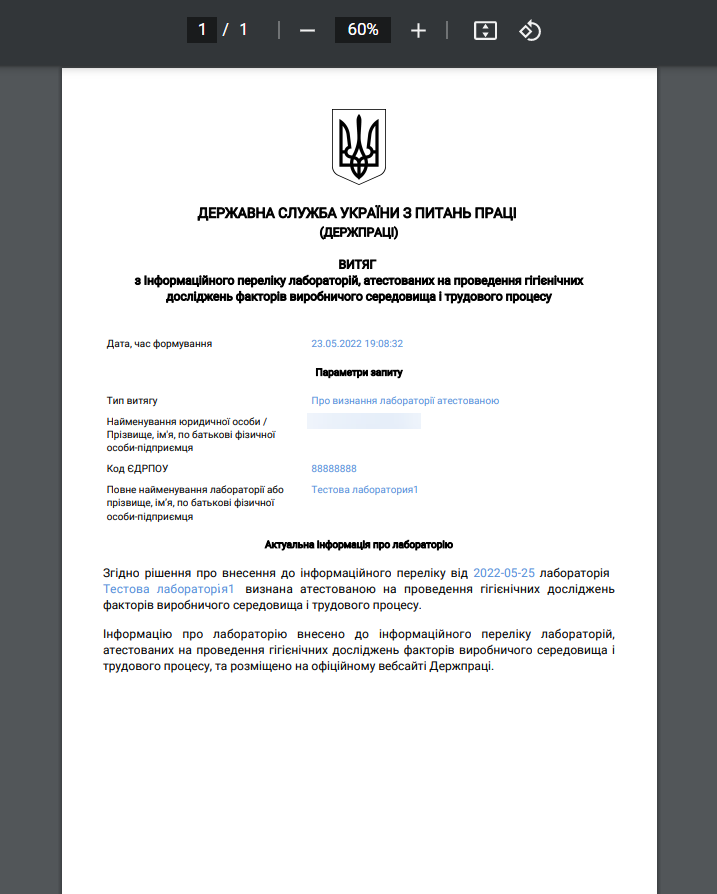 1 / 1
60%
ДЕРЖАВНА СЛУЖБА УКРАЇНИ З ПИТАНЬ ПРАЦІ
(ДЕРЖПРАЦІ)
ВИТЯГ
з Інформаційного переліку лабораторій, атестованих на проведення гігієнічних
досліджень факторів виробничого середовища і трудового процесу
Дата, час формування 23.05.2022 19:08:32
Параметри запиту
Тип витягу Про визнання лабораторії атестованою
Найменування юридичної особи /
Прізвище, ім'я, по батькові фізичної
особи-підприємця
Код ЄДРПОУ 88888888
Повне найменування лабораторії або Тестова лаборатория1
прізвище, ім'я, по батькові фізичної
особи-підприємця
Актуальна інформація про лабораторію
Згідно рішення про внесення до інформаційного переліку від 2022-05-25 лабораторія
Тестова лабораторія1 визнана атестованою на проведення гігієнічних досліджень
факторів виробничого середовища і трудового процесу.
Інформацію про лабораторію внесено до інформаційного переліку лабораторій,
атестованих на проведення гігієнічних досліджень факторів виробничого середовища і
трудового процесу, та розміщено на офіційному вебсайті Держпраці.